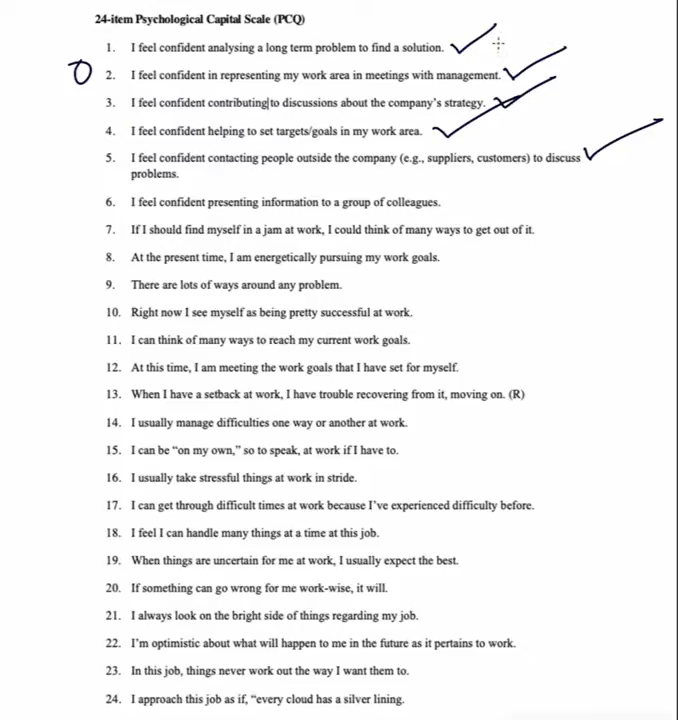 24-item Psychological Capital Scale (PCQ)
1. I feel confident analysing a long term problem to find a solution.
2. I feel confident in representing my work area in meetings with management.
3. I feel confident contributing to discussions about the company's strategy.
4. I feel confident helping to set targets/goals in my work area.
5. I feel confident contacting people outside the company (e.g., suppliers, customers) to discuss
problems.
6. I feel confident presenting information to a group of colleagues.
7. If I should find myself in a jam at work, I could think of many ways to get out of it.
8. At the present time, I am energetically pursuing my work goals.
9. There are lots of ways around any problem.
10. Right now I see myself as being pretty successful at work.
11. I can think of many ways to reach my current work goals.
12. At this time, I am meeting the work goals that I have set for myself.
13. When I have a setback at work, I have trouble recovering from it, moving on. (R)
14. I usually manage difficulties one way or another at work.
15. I can be “on my own,” so to speak, at work if I have to.
16. I usually take stressful things at work in stride.
17. I can get through difficult times at work because I've experienced difficulty before.
18. I feel I can handle many things at a time at this job.
19. When things are uncertain for me at work, I usually expect the best.
20. If something can go wrong for me work-wise, it will.
21. I always look on the bright side of things regarding my job.
22. I'm optimistic about what will happen to me in the future as it pertains to work.
23. In this job, things never work out the way I want them to.
24. I approach this job as if, “every cloud has a silver lining.